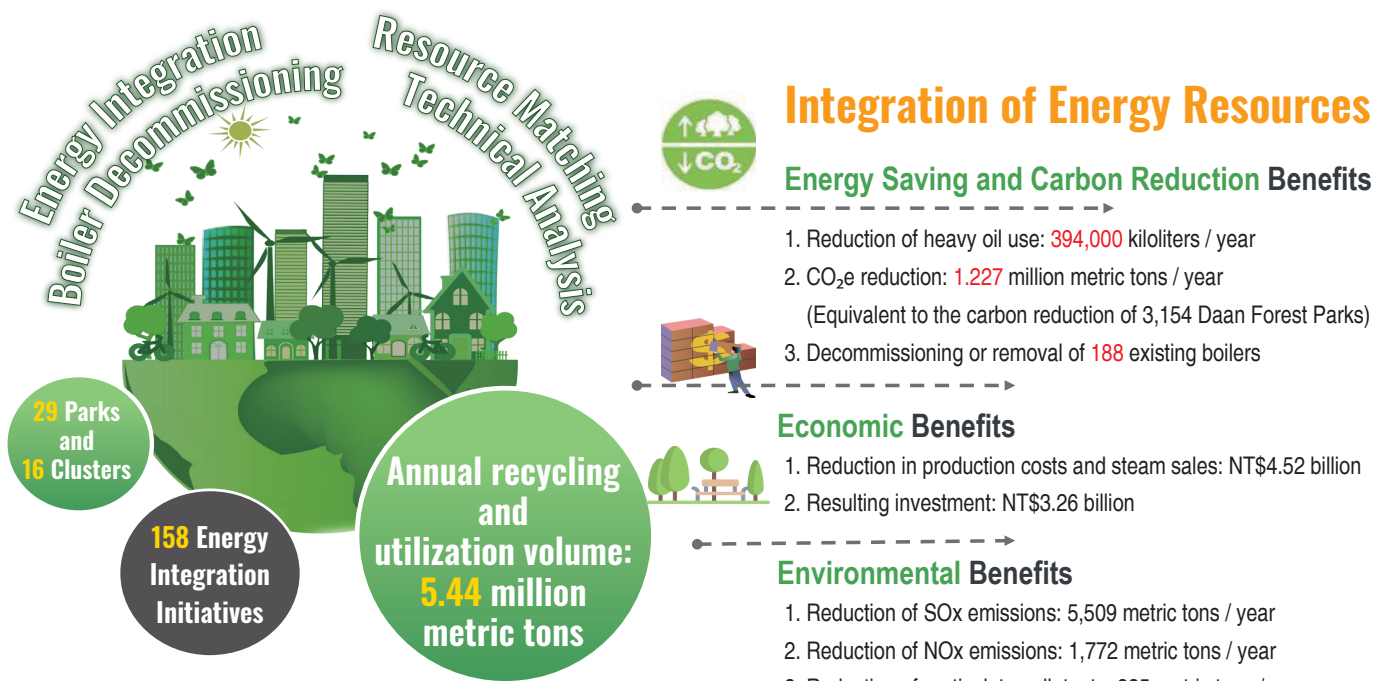 Energy Integration
Boiler Decommissioning
Resource Matching
Technical Analysis
29 Parks
and
16 Clusters
158 Energy
Integration
Initiatives
Annual recycling
and
utilization volume:
5.44 million
metric tons
CO₂
Integration of Energy Resources
Energy Saving and Carbon Reduction Benefits
1. Reduction of heavy oil use: 394,000 kiloliters / year
2. CO₂e reduction: 1.227 million metric tons / year
(Equivalent to the carbon reduction of 3,154 Daan Forest Parks)
3. Decommissioning or removal of 188 existing boilers
$
Economic Benefits
1. Reduction in production costs and steam sales: NT$4.52 billion
2. Resulting investment: NT$3.26 billion
Environmental Benefits
1. Reduction of SOx emissions: 5,509 metric tons / year
2. Reduction of NOx emissions: 1,772 metric tons / year